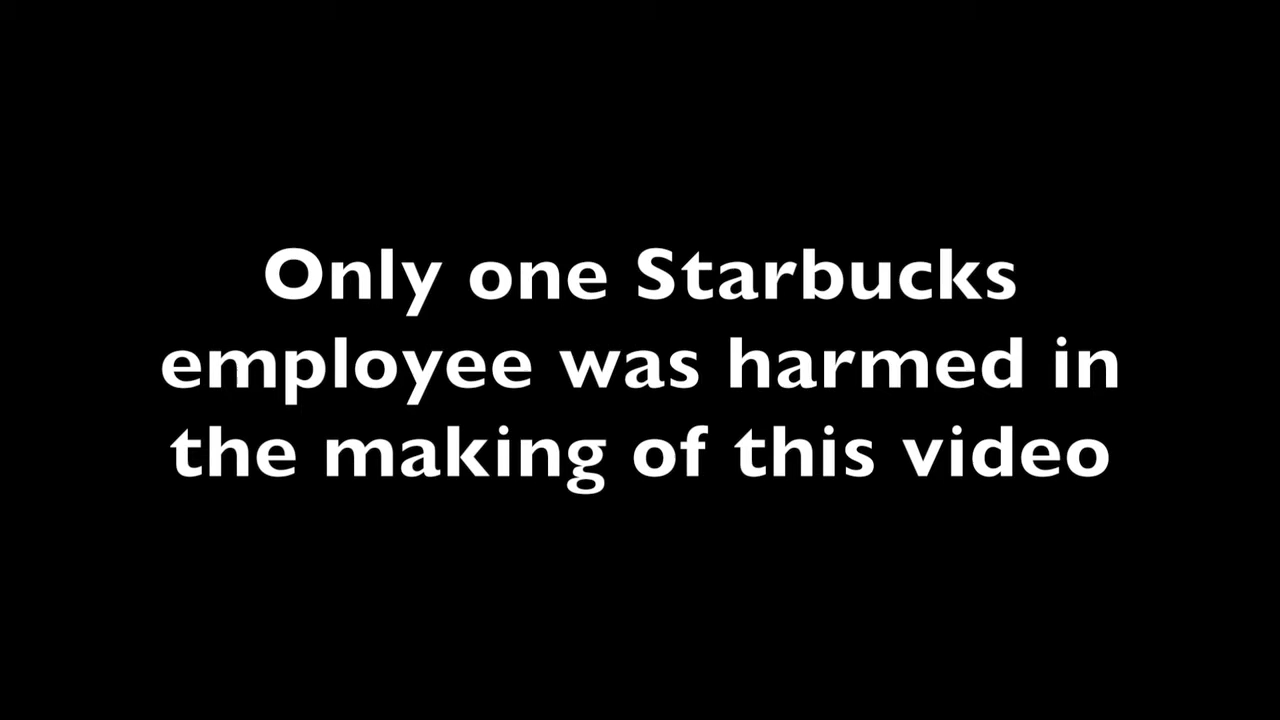 Only one Starbucks
employee was harmed in
the making of this video